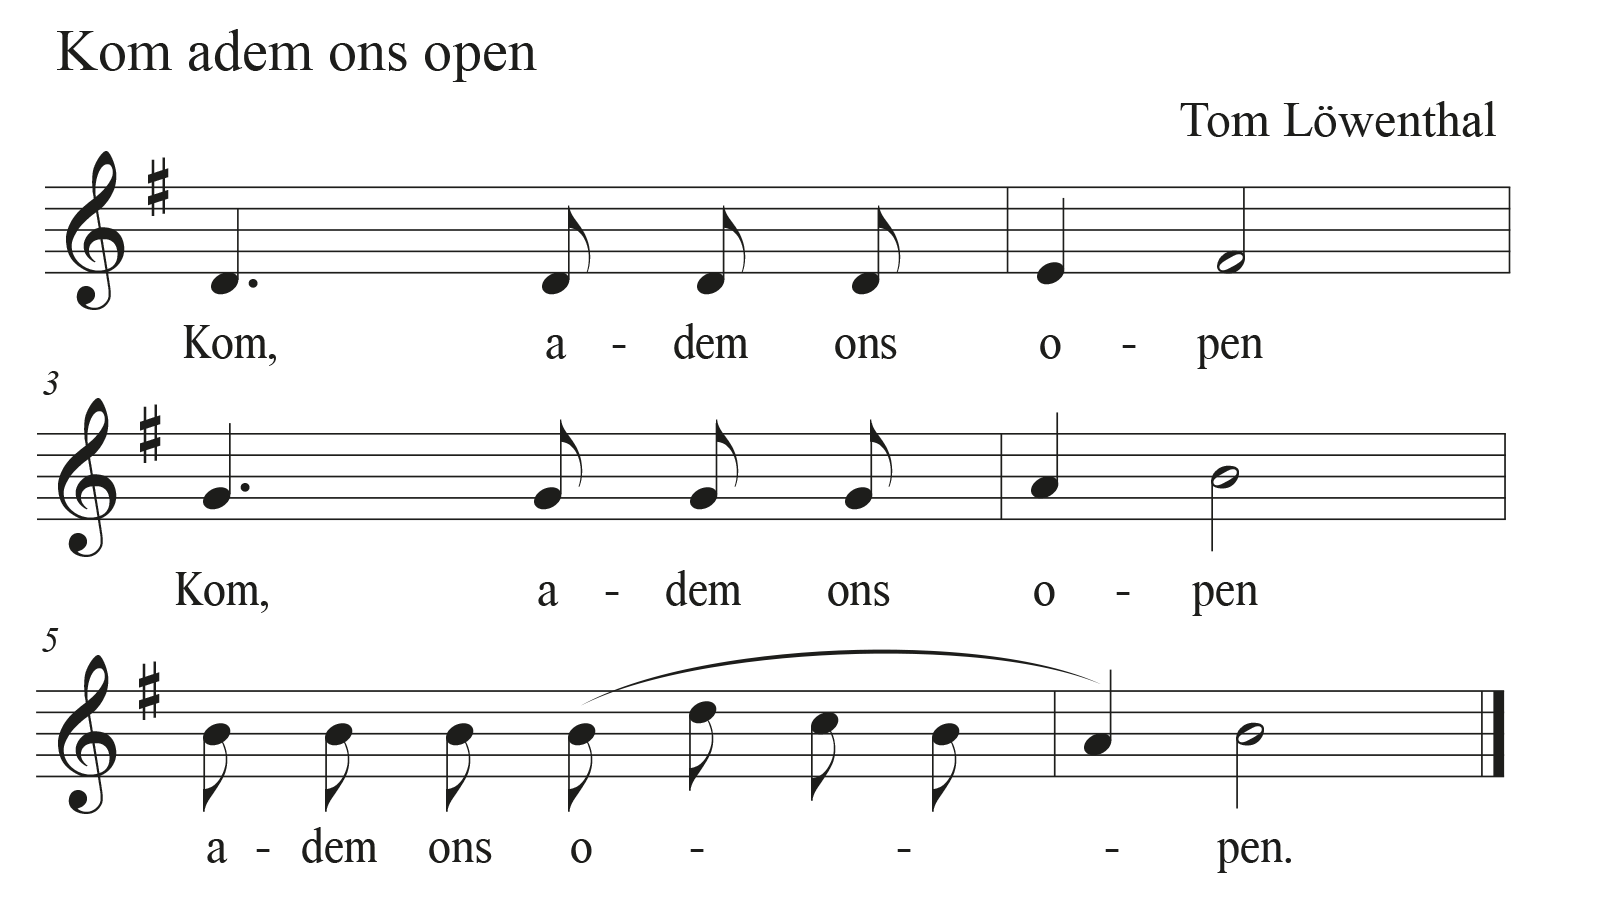 Kom adem ons open
Tom Löwenthal
Kom, a - dem ons o - pen
3
Kom, a - dem ons o - pen
5
a - dem ons o - - - pen.